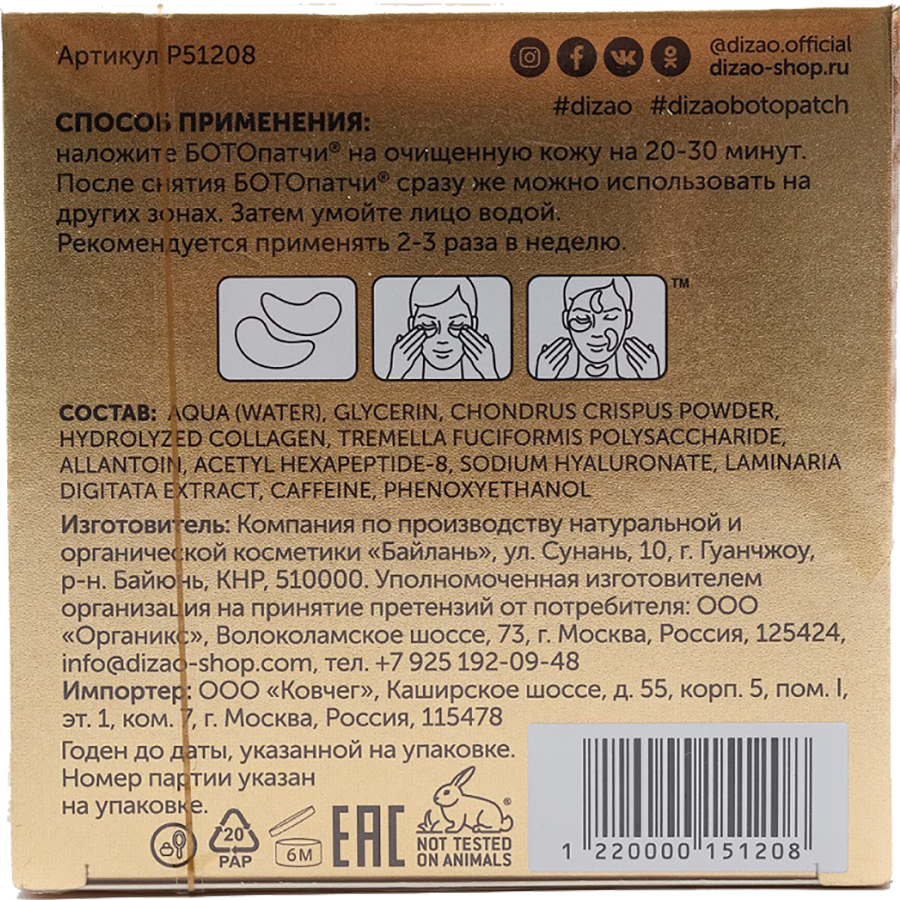 Артикул P51208
@dizao.official
dizao-shop.ru
#dizao #dizaobotopatch
СПОСОБ ПРИМЕНЕНИЯ:
наложите БОТОпатчи® на очищенную кожу на 20-30 минут.
После снятия БОТОпатчи® сразу же можно использовать на
других зонах. Затем умойте лицо водой.
Рекомендуется применять 2-3 раза в неделю.
TM
СОСТАВ: AQUA (WATER), GLYCERIN, CHONDRUS CRISPUS POWDER,
HYDROLYZED COLLAGEN, TREMELLA FUCIFORMIS POLYSACCHARIDE,
ALLANTOIN, ACETYL HEXAPEPTIDE-8, SODIUM HYALURONATE, LAMINARIA
DIGITATA EXTRACT, CAFFEINE, PHENOXYETHANOL
Изготовитель: Компания по производству натуральной и
органической косметики «Байлань», ул. Сунань, 10, г. Гуанчжоу,
р-н. Байюнь, КНР, 510000. Уполномоченная изготовителем
организация на принятие претензий от потребителя: ООО
«Органикс», Волоколамское шоссе, 73, г. Москва, Россия, 125424,
info@dizao-shop.com, тел. +7 925 192-09-48
Импортер: ООО «Ковчег», Каширское шоссе, д. 55, корп. 5, пом. I,
эт. 1, ком. 7, г. Москва, Россия, 115478
Годен до даты, указанной на упаковке.
Номер партии указан
на упаковке.
20
PAP
6М
EAC
®
NOT TESTED
ON ANIMALS
1 220000 151208